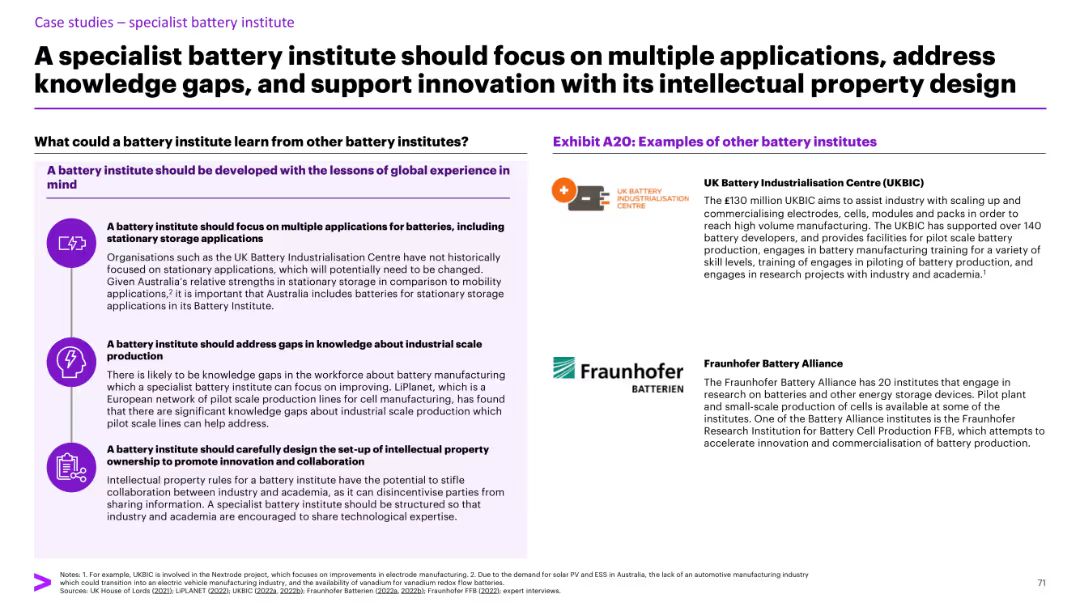 Case studies – specialist battery institute
A specialist battery institute should focus on multiple applications, address
knowledge gaps, and support innovation with its intellectual property design
What could a battery institute learn from other battery institutes?
A battery institute should be developed with the lessons of global experience in
mind
A battery institute should focus on multiple applications for batteries, including
stationary storage applications
Organisations such as the UK Battery Industrialisation Centre have not historically
focused on stationary applications, which will potentially need to be changed.
Given Australia's relative strengths in stationary storage in comparison to mobility
applications,² it is important that Australia includes batteries for stationary storage
applications in its Battery Institute.
A battery institute should address gaps in knowledge about industrial scale
production
There is likely to be knowledge gaps in the workforce about battery manufacturing
which a specialist battery institute can focus on improving. LiPlanet, which is a
European network of pilot scale production lines for cell manufacturing, has found
that there are significant knowledge gaps about industrial scale production which
pilot scale lines can help address.
A battery institute should carefully design the set-up of intellectual property
ownership to promote innovation and collaboration
Intellectual property rules for a battery institute have the potential to stifle
collaboration between industry and academia, as it can disincentivise parties from
sharing information. A specialist battery institute should be structured so that
industry and academia are encouraged to share technological expertise.
Exhibit A20: Examples of other battery institutes
UK BATTERY
INDUSTRIALISATION
CENTRE
UK Battery Industrialisation Centre (UKBIC)
The £130 million UKBIC aims to assist industry with scaling up and
commercialising electrodes, cells, modules and packs in order to
reach high volume manufacturing. The UKBIC has supported over 140
battery developers, and provides facilities for pilot scale battery
production, engages in battery manufacturing training for a variety of
skill levels, training of engages in piloting of battery production, and
engages in research projects with industry and academia.¹
Fraunhofer
BATTERIEN
Fraunhofer Battery Alliance
The Fraunhofer Battery Alliance has 20 institutes that engage in
research on batteries and other energy storage devices. Pilot plant
and small-scale production of cells is available at some of the
institutes. One of the Battery Alliance institutes is the Fraunhofer
Research Institution for Battery Cell Production FFB, which attempts to
accelerate innovation and commercialisation of battery production.
Notes: 1. For example, UKBIC is involved in the Nextrode project, which focuses on improvements in electrode manufacturing. 2. Due to the demand for solar PV and ESS in Australia, the lack of an automotive manufacturing industry
which could transition into an electric vehicle manufacturing industry, and the availability of vanadium for vanadium redox flow batteries.
Sources: UK House of Lords (2021); LiPLANET (2022); UKBIC (2022a, 2022b); Fraunhofer Batterien (2022a, 2022b); Fraunhofer FFB (2022); expert interviews.
71